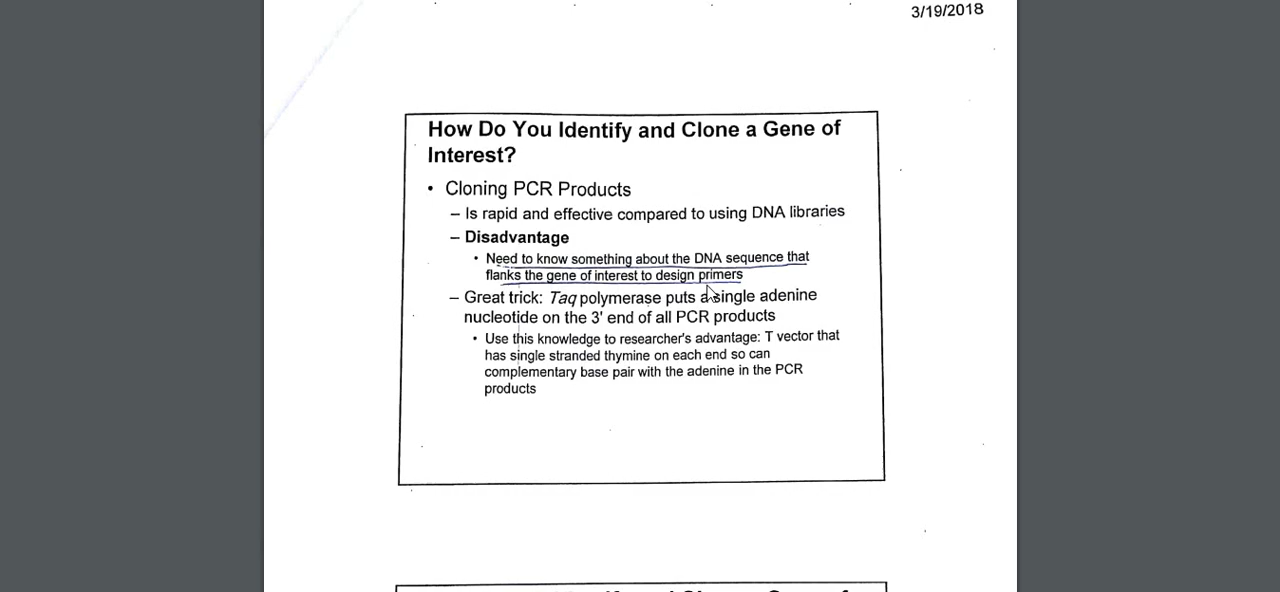 3/19/2018
How Do You Identify and Clone a Gene of
Interest?
• Cloning PCR Products
– Is rapid and effective compared to using DNA libraries
– Disadvantage
• Need to know something about the DNA sequence that
flanks the gene of interest to design primers
– Great trick: Taq polymerase puts a single adenine
nucleotide on the 3' end of all PCR products
• Use this knowledge to researcher's advantage: T vector that
has single stranded thymine on each end so can
complementary base pair with the adenine in the PCR
products